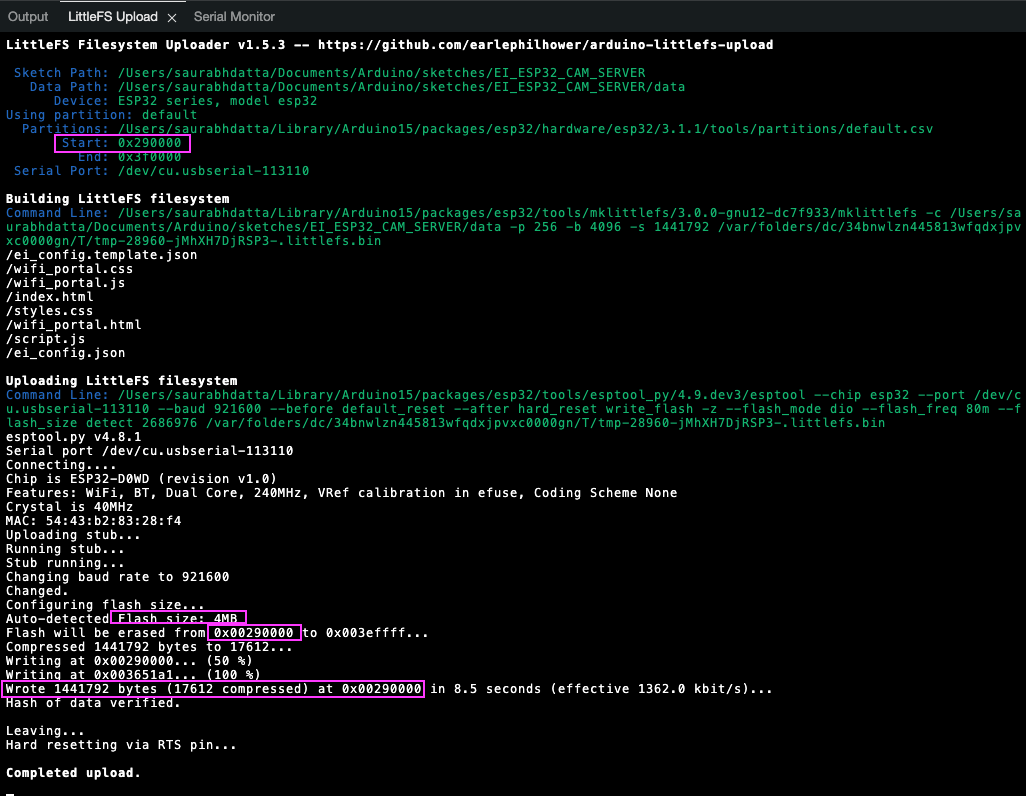 Output LittleFS Upload × Serial Monitor
LittleFS Filesystem Uploader v1.5.3 -- https://github.com/earlephilhower/arduino-littlefs-upload
Sketch Path: /Users/saurabhdatta/Documents/Arduino/sketches/EI_ESP32_CAM_SERVER
Data Path: /Users/saurabhdatta/Documents/Arduino/sketches/EI_ESP32_CAM_SERVER/data
Device: ESP32 series, model esp32
Using partition: default
Partitions: /Users/saurabhdatta/Library/Arduino15/packages/esp32/hardware/esp32/3.1.1/tools/partitions/default.csv
Start: 0x290000
End: 0x3f0000
Serial Port: /dev/cu.usbserial-113110
Building LittleFS filesystem
Command Line: /Users/saurabhdatta/Library/Arduino15/packages/esp32/tools/mklittlefs/3.0.0-gnu12-dc7f933/mklittlefs -c /Users/sa
urabhdatta/Documents/Arduino/sketches/EI_ESP32_CAM_SERVER/data -p 256 -b 4096 -s 1441792 /var/folders/dc/34bnwlzn445813wfqdxjpv
xc0000gn/T/tmp-28960-jMhXH7DjRSP3-.littlefs.bin
/ei_config.template.json
/wifi_portal.css
/wifi_portal.js
/index.html
/styles.css
/wifi_portal.html
/script.js
/ei_config.json
Uploading LittleFS filesystem
Command Line: /Users/saurabhdatta/Library/Arduino15/packages/esp32/tools/esptool_py/4.9.dev3/esptool --chip esp32 --port /dev/c
u.usbserial-113110 --baud 921600 --before default_reset --after hard_reset write_flash -z --flash_mode dio --flash_freq 80m --f
lash_size detect 2686976 /var/folders/dc/34bnwlzn445813wfqdxjpvxc0000gn/T/tmp-28960-jMhXH7DjRSP3-.littlefs.bin
esptool.py v4.8.1
Serial port /dev/cu.usbserial-113110
Connecting....
Chip is ESP32-D0WD (revision v1.0)
Features: WiFi, BT, Dual Core, 240MHz, VRef calibration in efuse, Coding Scheme None
Crystal is 40MHz
MAC: 54:43:b2:83:28:f4
Uploading stub...
Running stub...
Stub running...
Changing baud rate to 921600
Changed.
Configuring flash size...
Auto-detected Flash size: 4MB
Flash will be erased from 0x00290000 to 0x003effff...
Compressed 1441792 bytes to 17612...
Writing at 0x00290000... (50 %)
Writing at 0x003651a1... (100 %)
Wrote 1441792 bytes (17612 compressed) at 0x00290000 in 8.5 seconds (effective 1362.0 kbit/s)...
Hash of data verified.
Leaving...
Hard resetting via RTS pin...
Completed upload.